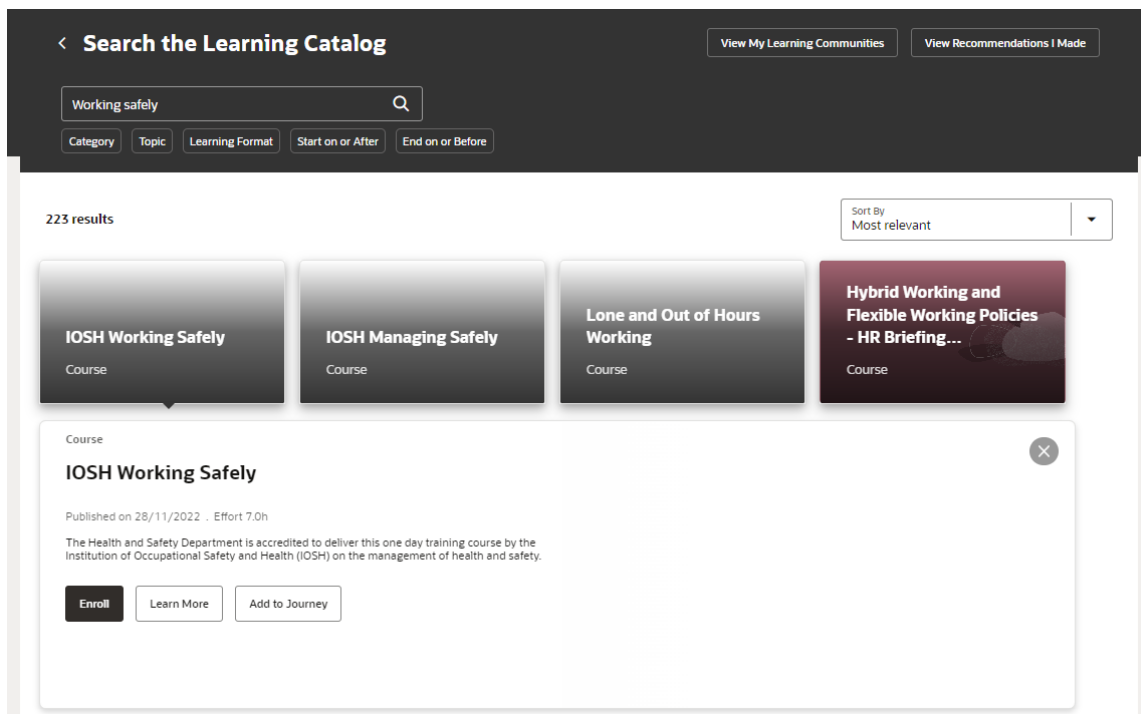 Search the Learning Catalog
View My Learning Communities
View Recommendations I Made
Working safely
Category
Topic
Learning Format
Start on or After
End on or Before
223 results
Sort By
Most relevant
IOSH Working Safely
Course
IOSH Managing Safely
Course
Lone and Out of Hours
Working
Course
Hybrid Working and
Flexible Working Policies
- HR Briefing...
Course
Course
IOSH Working Safely
Published on 28/11/2022 . Effort 7.0h
The Health and Safety Department is accredited to deliver this one day training course by the
Institution of Occupational Safety and Health (IOSH) on the management of health and safety.
Enroll
Learn More
Add to Journey